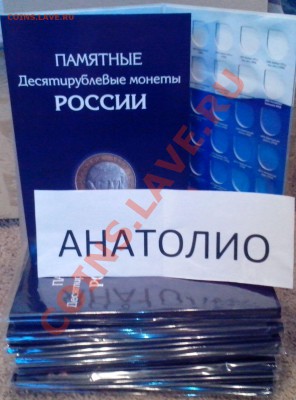 ПАМЯТНЫЕ
Десятирублевые монеты
РОССИИ
АНАТОЛИО
COINS.LAVE.RU
COINS.LAVE.RU